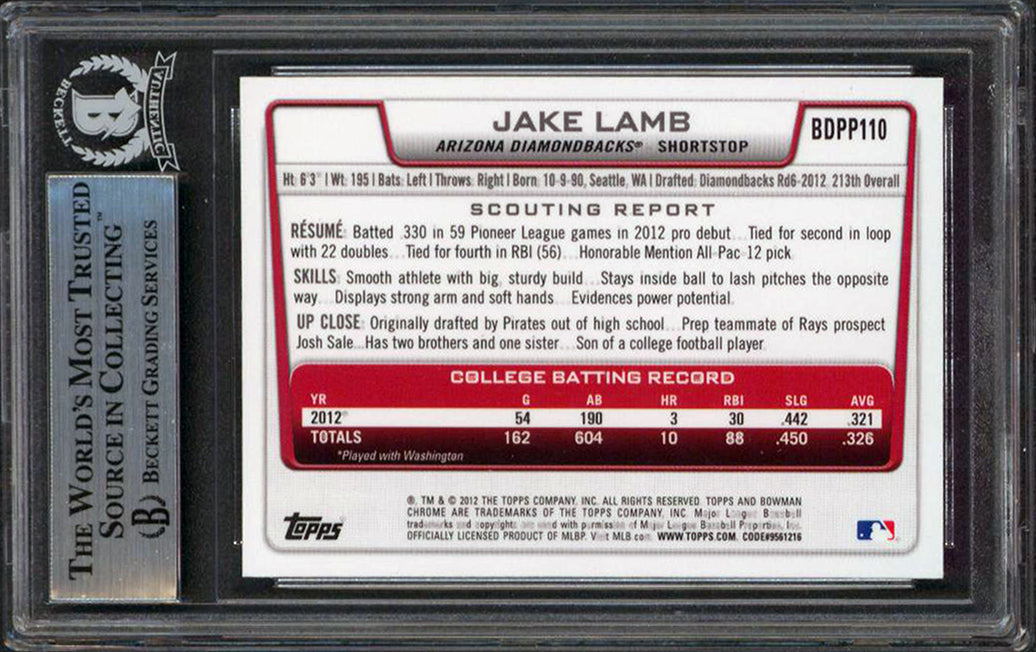 BECKETT AUTHENTIC
B
THE WORLD'S MOST TRUSTED
SOURCE IN COLLECTING™
BECKETT GRADING SERVICES
(B)
JAKE LAMB
ARIZONA DIAMONDBACKS® SHORTSTOP
BDPP110
Ht: 6'3" | Wt: 195 | Bats: Left | Throws: Right | Born: 10-9-90, Seattle, WA | Drafted: Diamondbacks Rd6-2012, 213th Overall
SCOUTING REPORT
RÉSUMÉ: Batted .330 in 59 Pioneer League games in 2012 pro debut...Tied for second in loop
with 22 doubles...Tied for fourth in RBI (56)...Honorable Mention All-Pac-12 pick.
SKILLS: Smooth athlete with big, sturdy build...Stays inside ball to lash pitches the opposite
way...Displays strong arm and soft hands...Evidences power potential.
UP CLOSE: Originally drafted by Pirates out of high school...Prep teammate of Rays prospect
Josh Sale...Has two brothers and one sister...Son of a college football player.
COLLEGE BATTING RECORD
YR G AB HR RBI SLG AVG
2012* 54 190 3 30 .442 .321
TOTALS 162 604 10 88 .450 .326
*Played with Washington
®, TM & © 2012 THE TOPPS COMPANY, INC. ALL RIGHTS RESERVED. TOPPS AND BOWMAN
CHROME ARE TRADEMARKS OF THE TOPPS COMPANY, INC. Major League Baseball
trademarks and copyrights are used with permission of Major League Baseball Properties, Inc.
OFFICIALLY LICENSED PRODUCT OF MLBP. Visit MLB.com. WWW.TOPPS.COM. CODE#9561216
Topps®